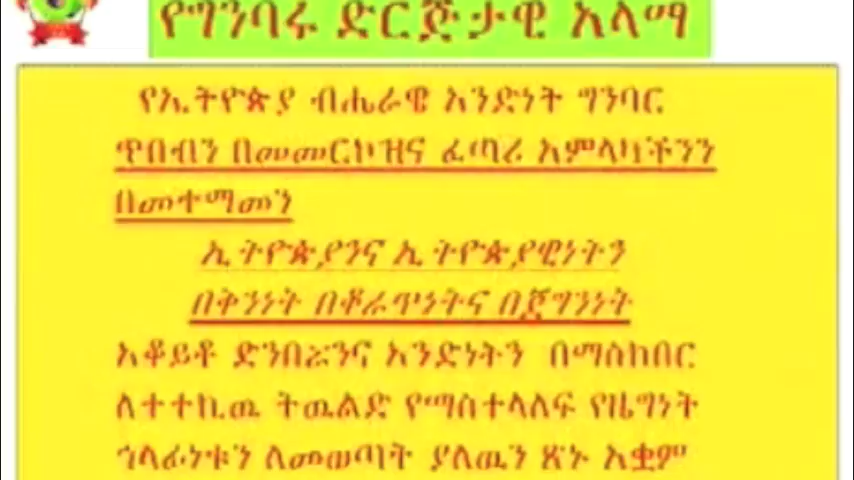 የግንባሩ ድርጅታዊ አላማ
የኢትዮጵያ ብሔራዊ አንድነት ግንባር
ጥበብን በመመርኮዝና ፈጣሪ አምላካችንን
በመተማመን
ኢትዮጵያንና ኢትዮጵያዊነትን
በቅንነት በቆራጥነትና በጀግንነት
አቆይቶ ድንበሯንና አንድነትን በማስከበር
ለተተኪዉ ትዉልድ የማስተላለፍ የዜግነት
ኀላፊነቱን ለመወጣት ያለዉን ጽኑ አቋም